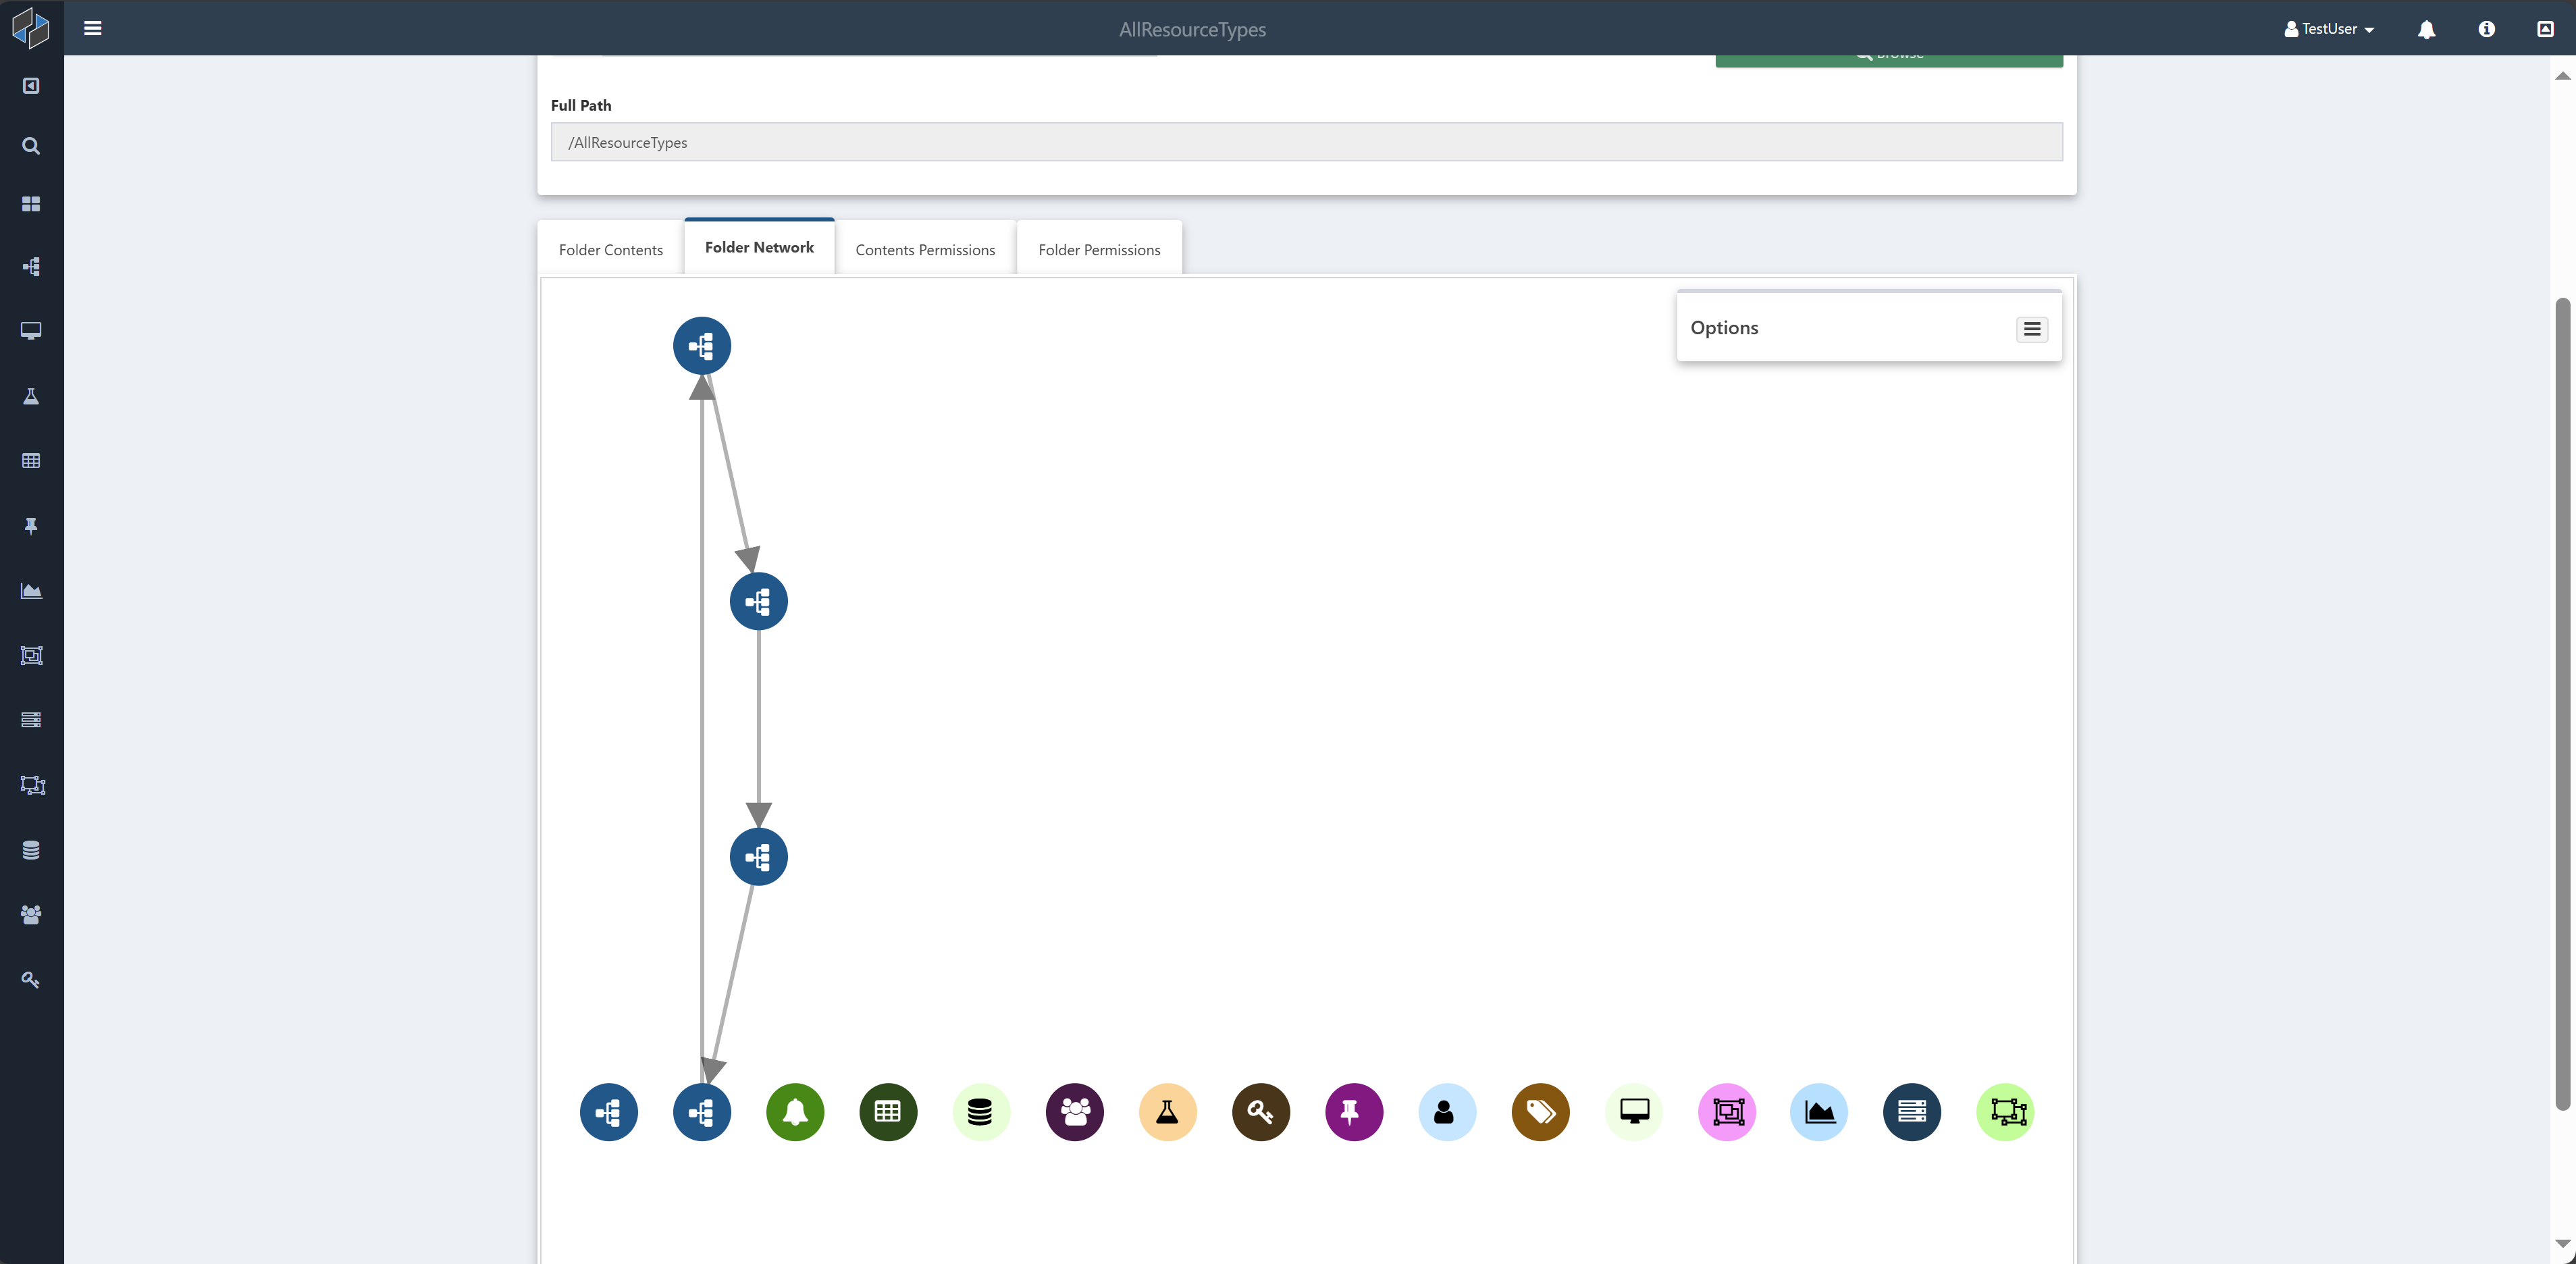 AllResourceTypes
TestUser
Browse
Full Path
/AllResourceTypes
Folder Contents
Folder Network
Contents Permissions
Folder Permissions
Options